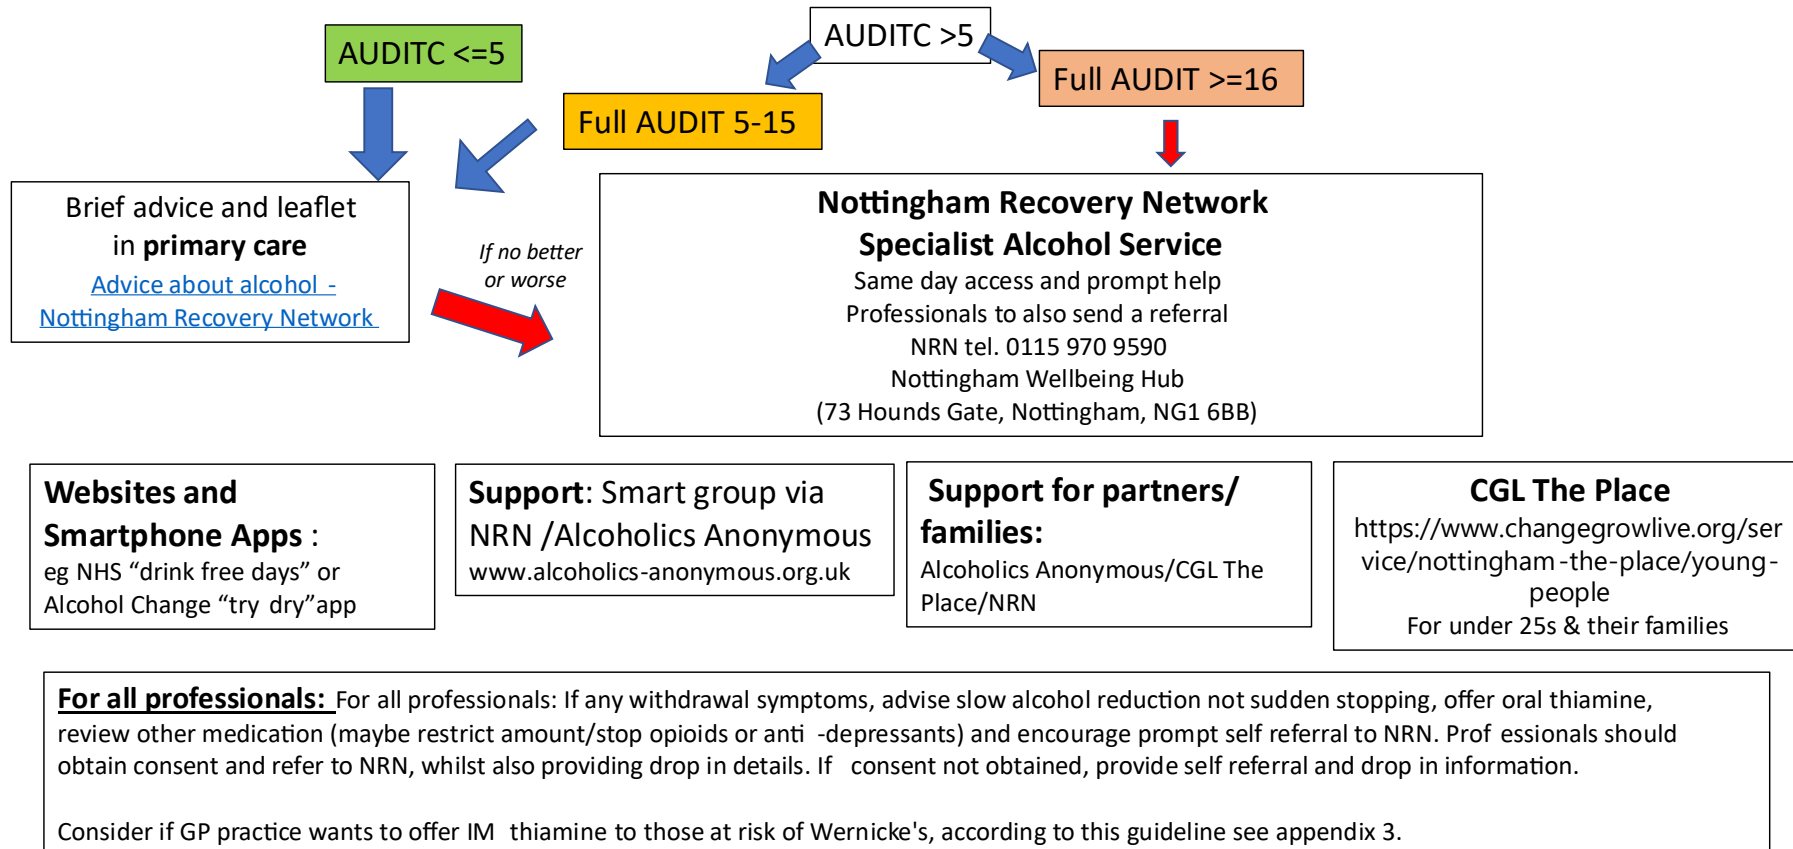 AUDITC <=5
AUDITC >5
Full AUDIT >=16
Full AUDIT 5-15
Brief advice and leaflet
in primary care
Advice about alcohol -
Nottingham Recovery Network
If no better
or worse
Nottingham Recovery Network
Specialist Alcohol Service
Same day access and prompt help
Professionals to also send a referral
NRN tel. 0115 970 9590
Nottingham Wellbeing Hub
(73 Hounds Gate, Nottingham, NG1 6BB)
Websites and
Smartphone Apps :
eg NHS “drink free days” or
Alcohol Change “try dry”app
Support: Smart group via
NRN /Alcoholics Anonymous
www.alcoholics-anonymous.org.uk
Support for partners/
families:
Alcoholics Anonymous/CGL The
Place/NRN
CGL The Place
https://www.changegrowlive.org/ser
vice/nottingham-the-place/young-
people
For under 25s & their families
For all professionals: For all professionals: If any withdrawal symptoms, advise slow alcohol reduction not sudden stopping, offer oral thiamine,
review other medication (maybe restrict amount/stop opioids or anti -depressants) and encourage prompt self referral to NRN. Prof essionals should
obtain consent and refer to NRN, whilst also providing drop in details. If consent not obtained, provide self referral and drop in information.
Consider if GP practice wants to offer IM thiamine to those at risk of Wernicke's, according to this guideline see appendix 3.